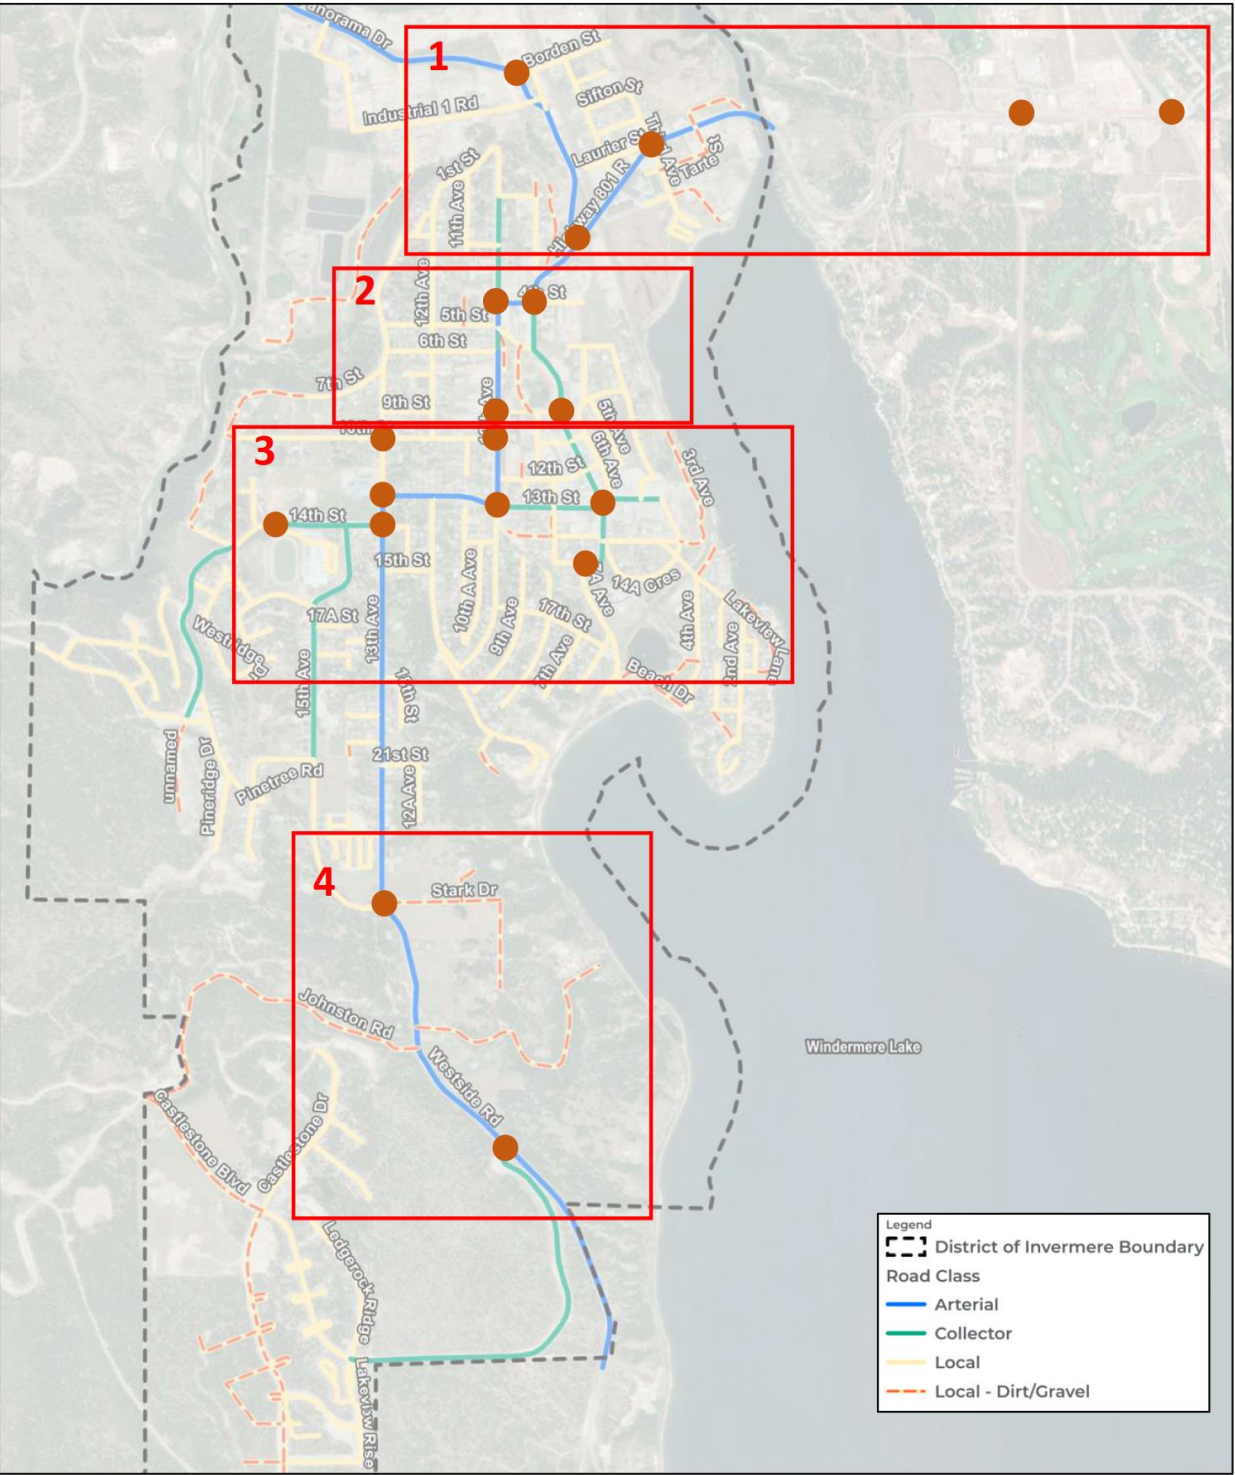 Panorama Dr
1
Borden St
Sifton St
Industrial 1 Rd
Laurier St
Tarte St
1st St
11th Ave
Highway 801 R
2
12th Ave
4th St
5th St
6th St
7th St
9th St
5th Ave
6th Ave
3
3rd Ave
12th St
13th St
14th St
15th St
14A Cres
10th A Ave
17A St
17th St
9th Ave
7th Ave
13th Ave
4th Ave
2nd Ave
Lakeview Lane
Westridge Dr
Beach Dr
15th Ave
21st St
12A Ave
unnamed
Pineridge Dr
Pinetree Rd
4
Stark Dr
Johnston Rd
Westside Rd
Windermere Lake
Castlestone Blvd
Castlestone Dr
Ledgerock Ridge
Lakeview Rise
Legend
District of Invermere Boundary
Road Class
Arterial
Collector
Local
Local - Dirt/Gravel